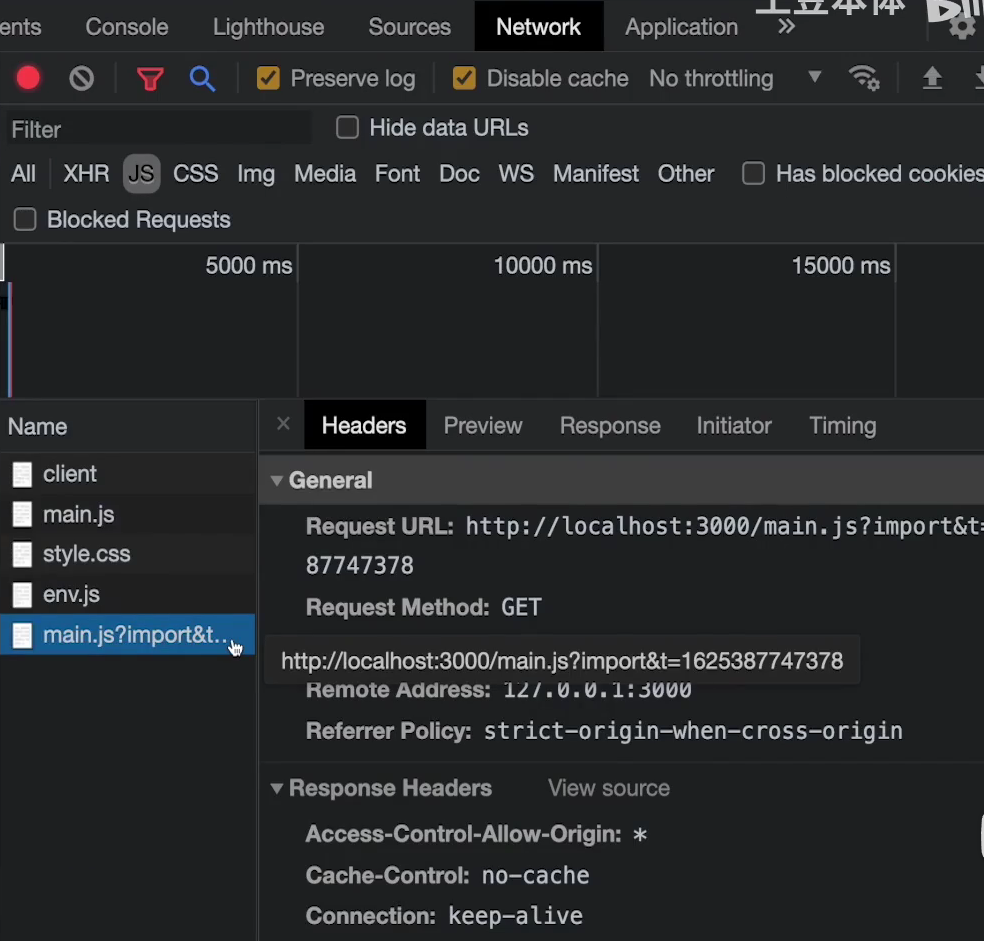 ents Console Lighthouse Sources Network Application »
Preserve log Disable cache No throttling
Filter Hide data URLs
All XHR JS CSS Img Media Font Doc WS Manifest Other Has blocked cookies
Blocked Requests
5000 ms 10000 ms 15000 ms
Name
Headers Preview Response Initiator Timing
client
main.js
style.css
env.js
main.js?import&t...
General
Request URL: http://localhost:3000/main.js?import&t=
87747378
Request Method: GET
http://localhost:3000/main.js?import&t=1625387747378
Remote Address: 127.0.0.1:3000
Referrer Policy: strict-origin-when-cross-origin
Response Headers View source
Access-Control-Allow-Origin: *
Cache-Control: no-cache
Connection: keep-alive